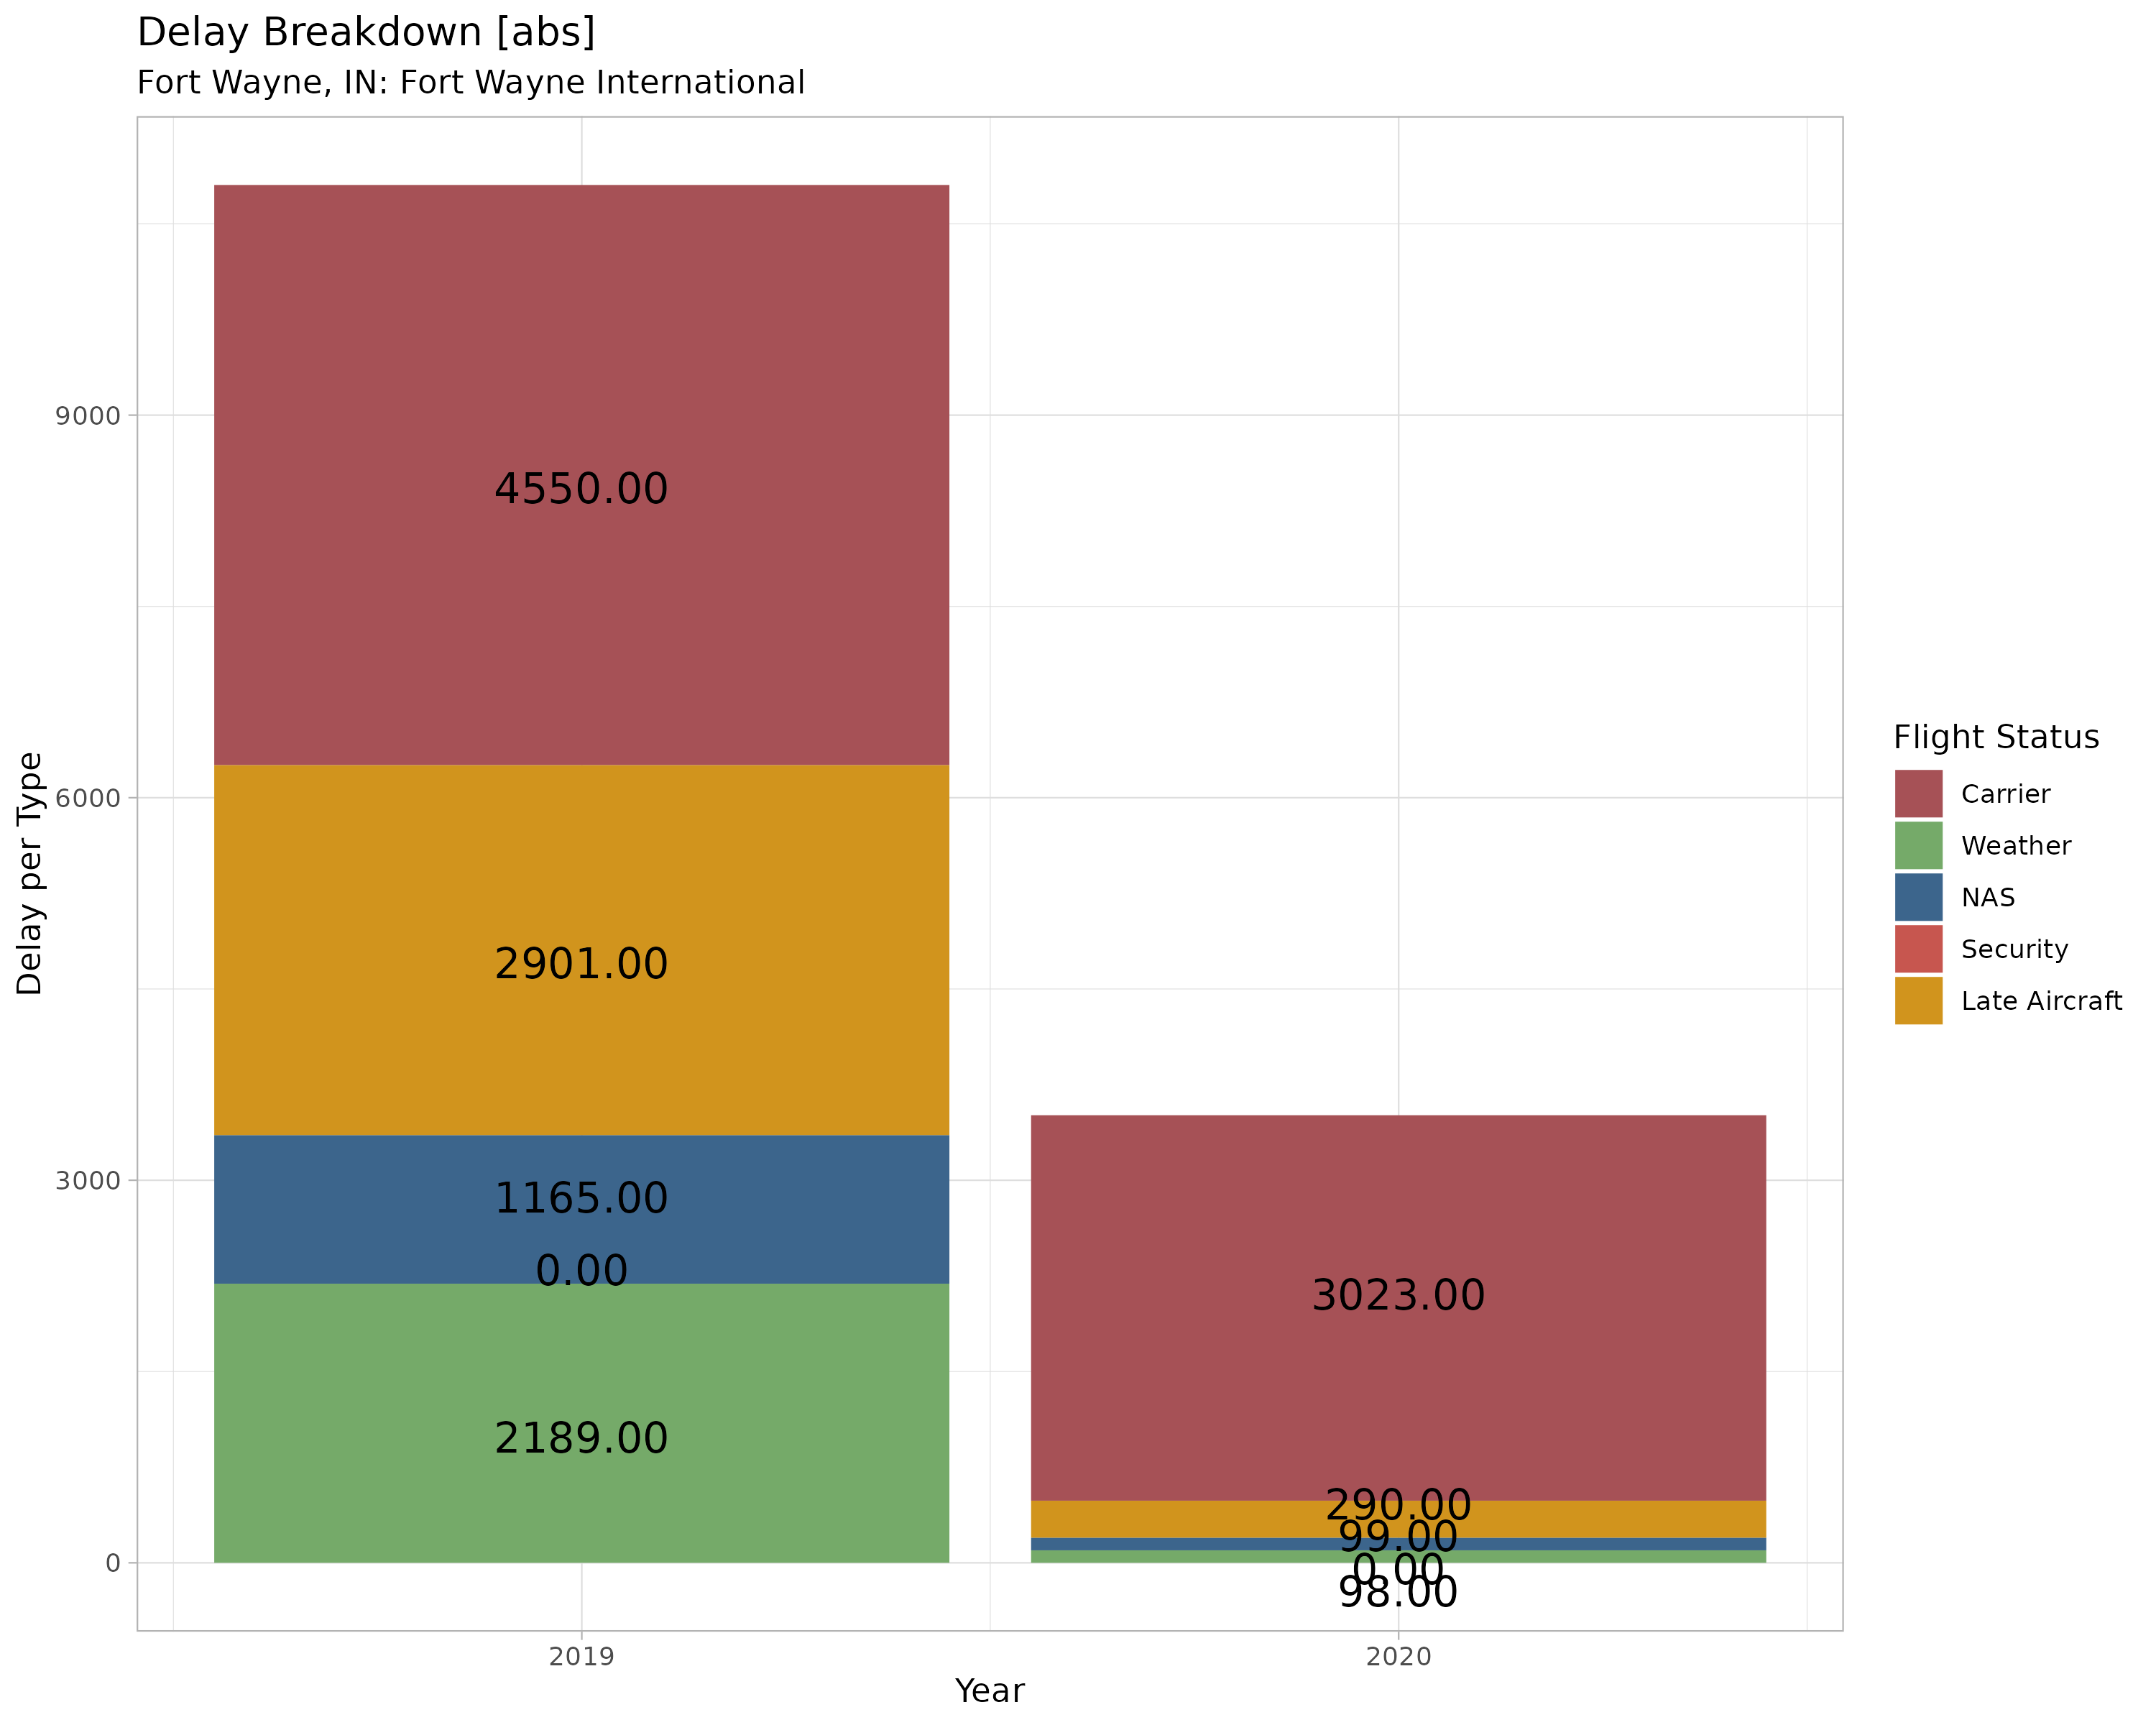 Delay Breakdown [abs]
Fort Wayne, IN: Fort Wayne International
Delay per Type
9000
6000
3000
0
4550.00
2901.00
1165.00
0.00
2189.00
3023.00
290.00
99.00
0.00
98.00
2019
2020
Year
Flight Status
Carrier
Weather
NAS
Security
Late Aircraft